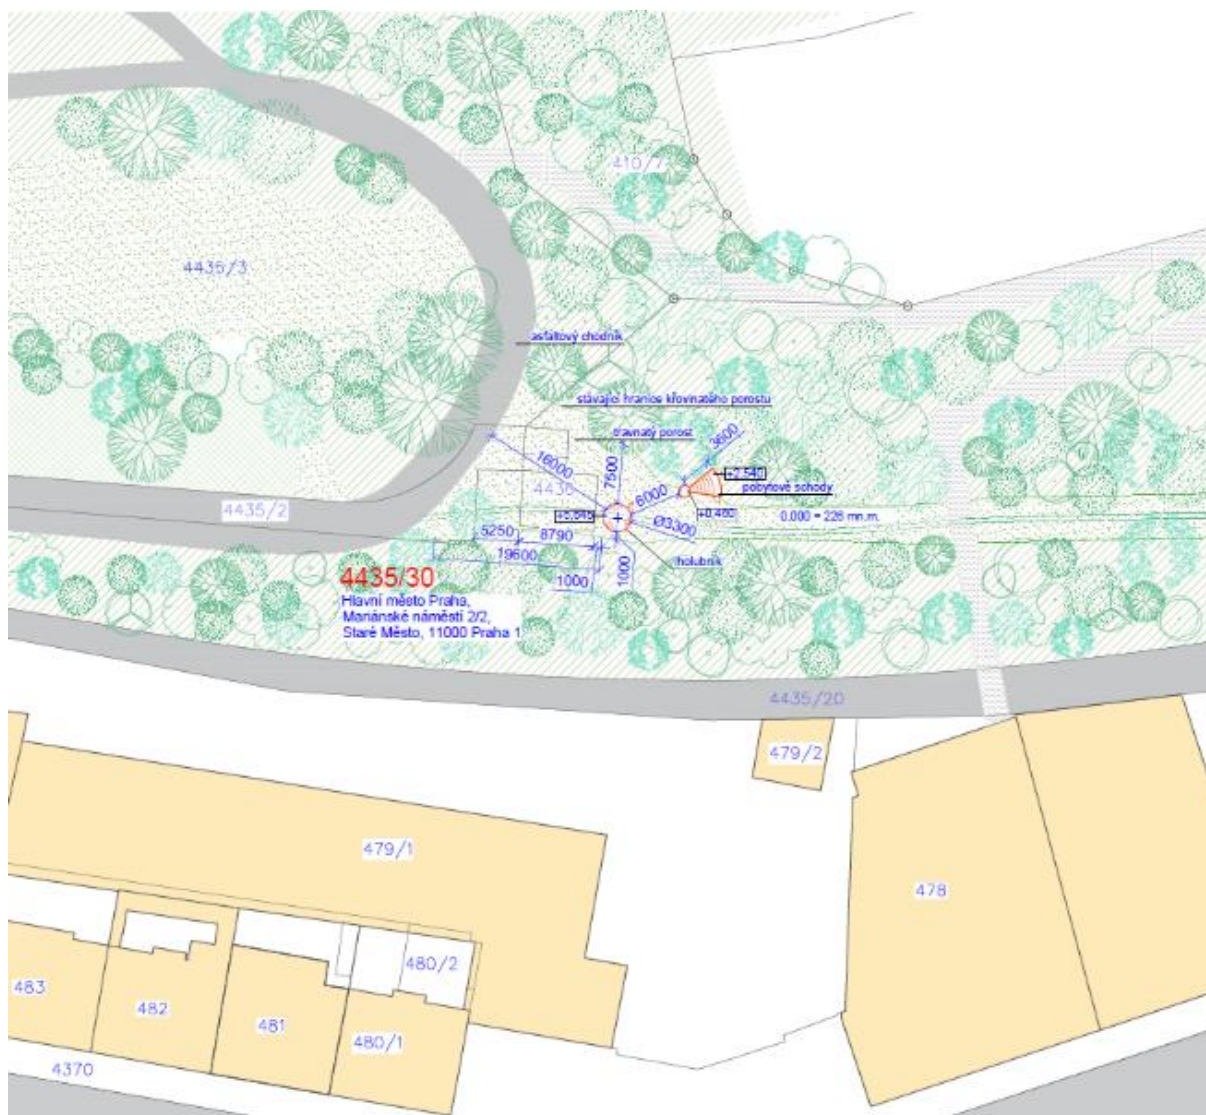 410/7
4435/3
asfaltový chodník
stávající hranice křovinatého porostu
travnatý porost
3600
16000
7500
+2.540
4435
6000
pobytové schody
4435/2
+0.460
0.000 = 226 mn.m.
Ø3300
5250
8790
19600
holubník
1000
1000
4435/30
Hlavní město Praha,
Mariánské náměstí 2/2,
Staré Město, 11000 Praha 1
4435/20
479/2
479/1
478
480/2
483
482
481
480/1
4370